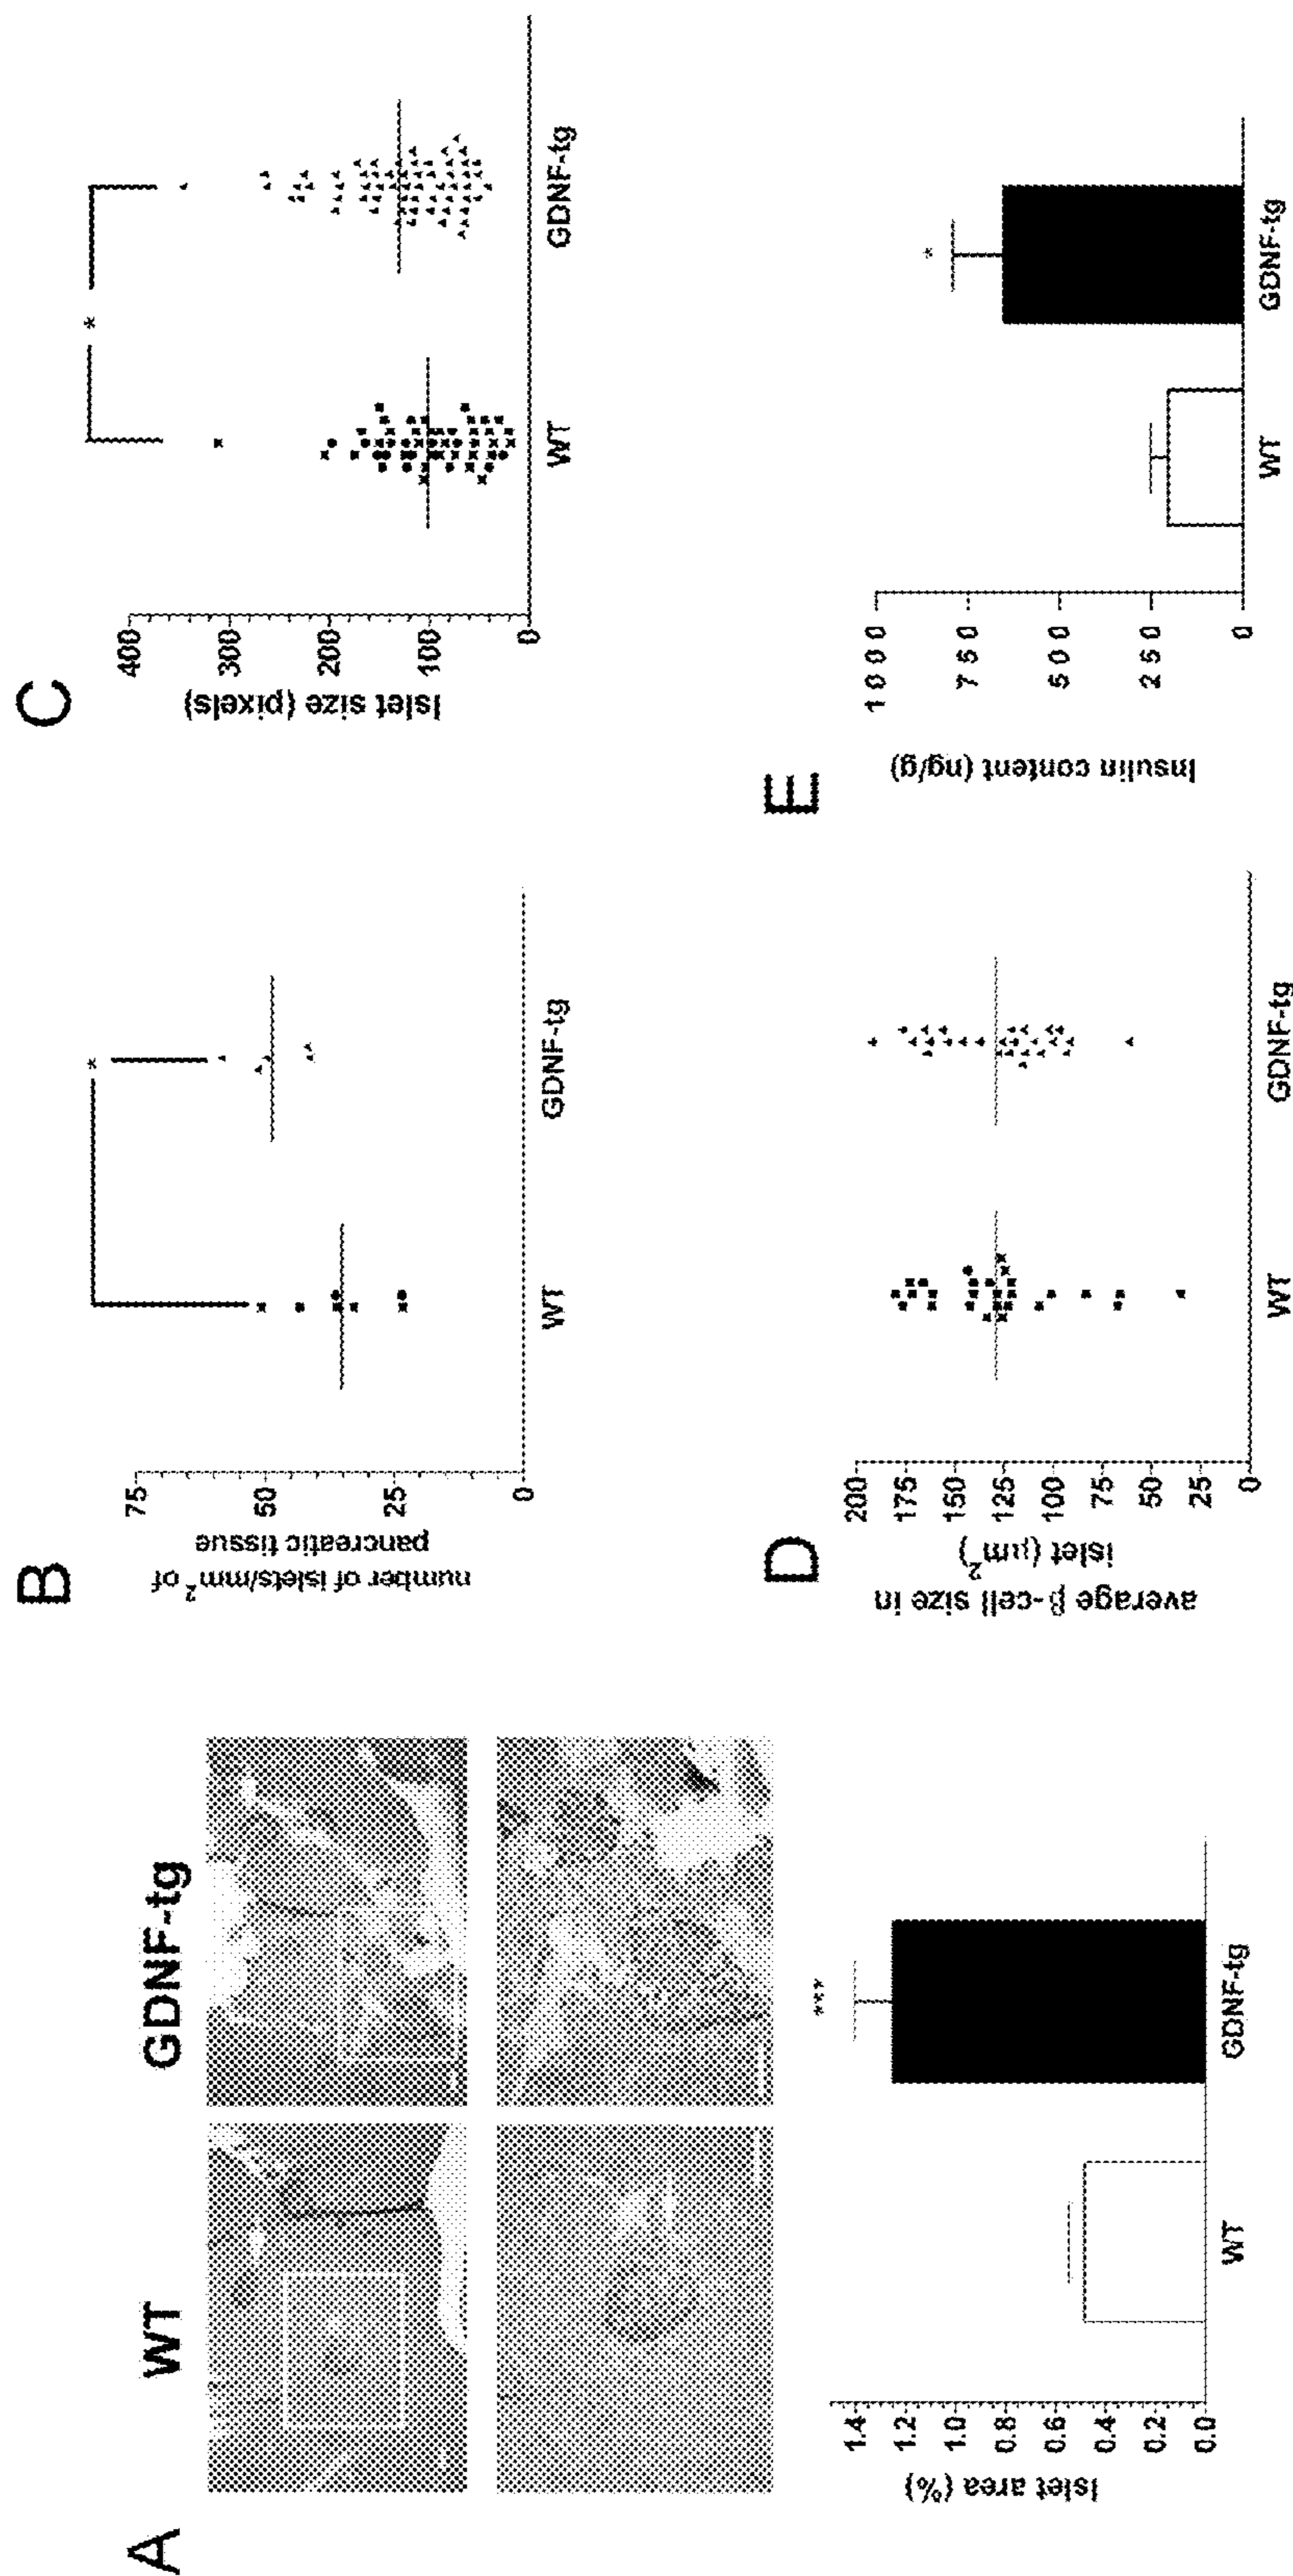 A
WT
GDNF-tg
Islet area (%)
1.4
1.2
1.0
0.8
0.6
0.4
0.2
0.0
***
WT
GDNF-tg
B
number of islets/mm² of
pancreatic tissue
75
50
25
0
*
WT
GDNF-tg
C
Islet size (pixels)
400
300
200
100
0
*
WT
GDNF-tg
D
average β-cell size in
islet (μm²)
200
175
150
125
100
75
50
25
0
WT
GDNF-tg
E
Insulin content (ng/g)
1000
750
500
250
0
*
WT
GDNF-tg